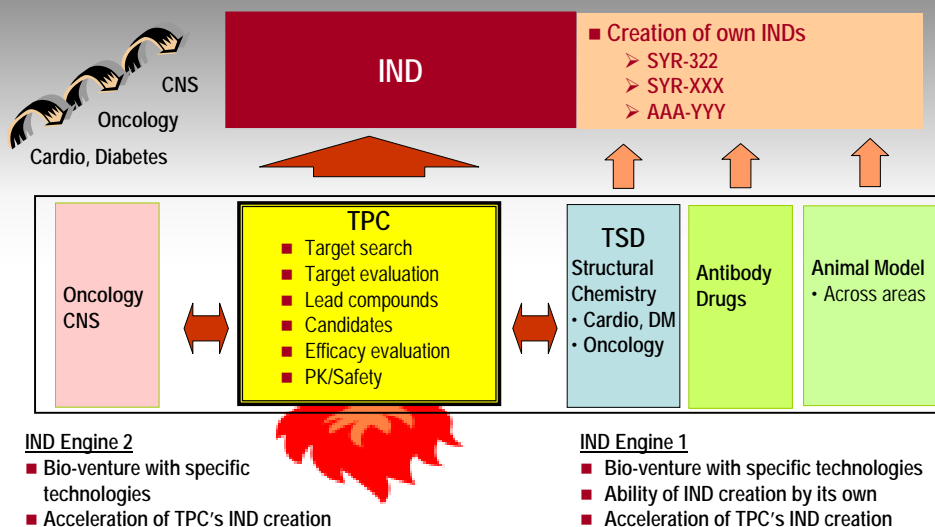 IND
■ Creation of own INDs
➢ SYR-322
➢ SYR-XXX
➢ AAA-YYY
CNS
Oncology
Cardio, Diabetes
Oncology
CNS
TPC
■ Target search
■ Target evaluation
■ Lead compounds
■ Candidates
■ Efficacy evaluation
■ PK/Safety
TSD
Structural
Chemistry
• Cardio, DM
• Oncology
Antibody
Drugs
Animal Model
• Across areas
IND Engine 2
■ Bio-venture with specific
technologies
■ Acceleration of TPC's IND creation
IND Engine 1
■ Bio-venture with specific technologies
■ Ability of IND creation by its own
■ Acceleration of TPC's IND creation